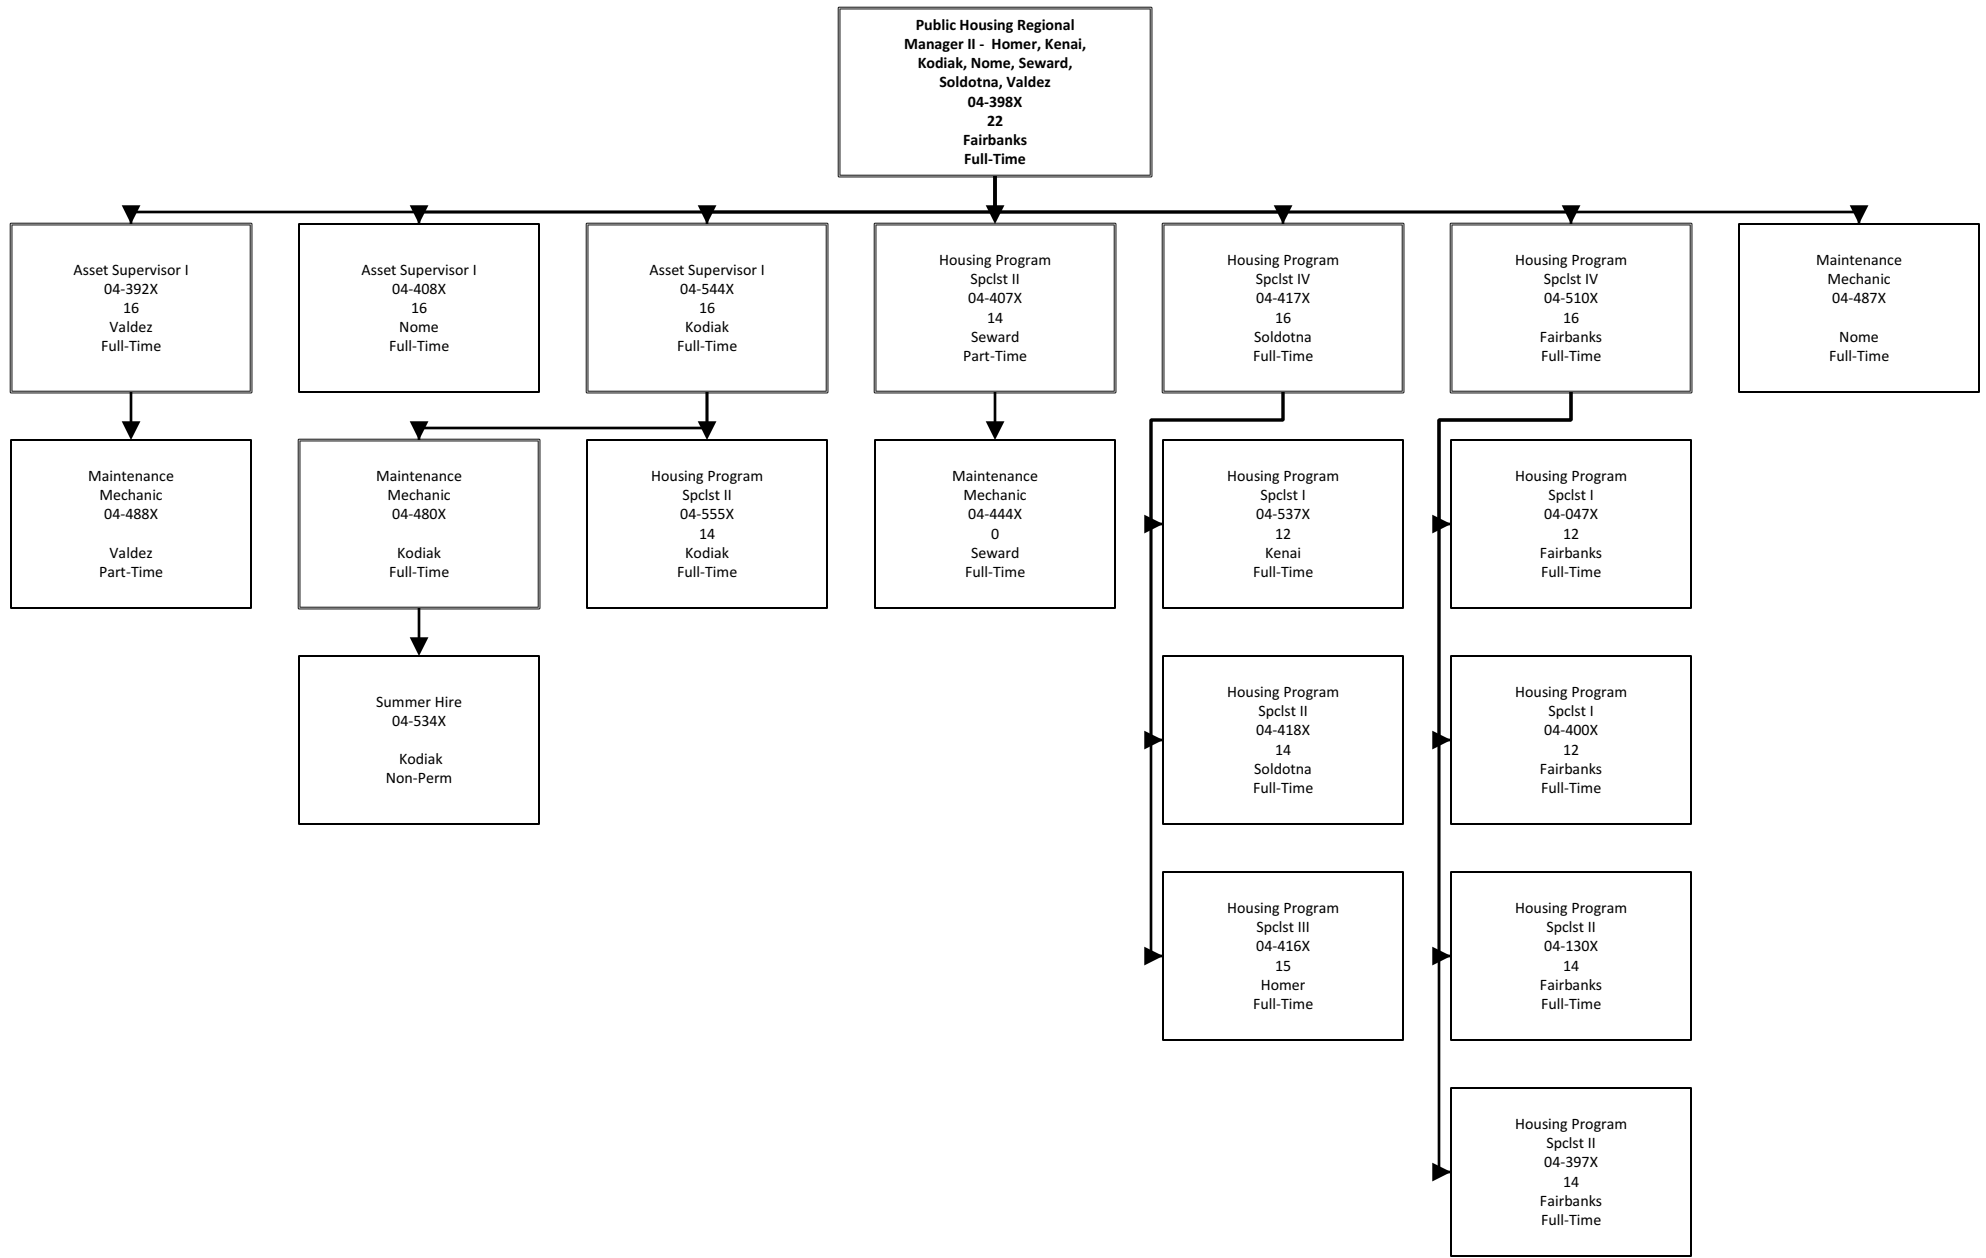 Public Housing Regional
Manager II -  Homer, Kenai,
Kodiak, Nome, Seward,
Soldotna, Valdez
04-398X
22
Fairbanks
Full-Time
Asset Supervisor I
04-392X
16
Valdez
Full-Time
Asset Supervisor I
04-408X
16
Nome
Full-Time
Asset Supervisor I
04-544X
16
Kodiak
Full-Time
Housing Program
Spclst II
04-407X
14
Seward
Part-Time
Housing Program
Spclst IV
04-417X
16
Soldotna
Full-Time
Housing Program
Spclst IV
04-510X
16
Fairbanks
Full-Time
Maintenance
Mechanic
04-487X
Nome
Full-Time
Maintenance
Mechanic
04-488X
Valdez
Part-Time
Maintenance
Mechanic
04-480X
Kodiak
Full-Time
Housing Program
Spclst II
04-555X
14
Kodiak
Full-Time
Maintenance
Mechanic
04-444X
0
Seward
Full-Time
Housing Program
Spclst I
04-537X
12
Kenai
Full-Time
Housing Program
Spclst I
04-047X
12
Fairbanks
Full-Time
Summer Hire
04-534X
Kodiak
Non-Perm
Housing Program
Spclst II
04-418X
14
Soldotna
Full-Time
Housing Program
Spclst I
04-400X
12
Fairbanks
Full-Time
Housing Program
Spclst III
04-416X
15
Homer
Full-Time
Housing Program
Spclst II
04-130X
14
Fairbanks
Full-Time
Housing Program
Spclst II
04-397X
14
Fairbanks
Full-Time